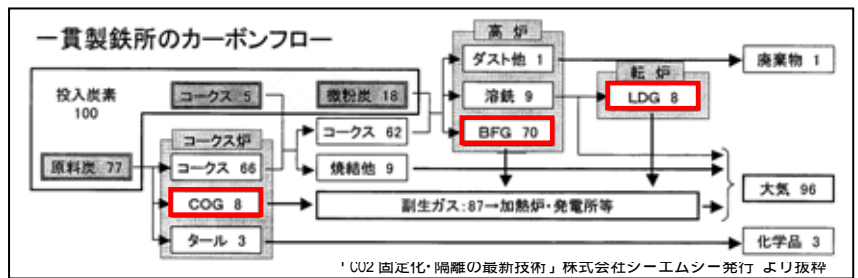 一貫製鉄所のカーボンフロー
投入炭素
100
コークス 5
微粉炭 18
原料炭 77
コークス炉
コークス 66
COG 8
タール 3
コークス 62
焼結他 9
高炉
ダスト他 1
溶銑 9
BFG 70
転炉
LDG 8
副生ガス:87→加熱炉・発電所等
廃棄物 1
大気 96
化学品 3
「CO2固定化・隔離の最新技術」株式会社シーエムシー発行 より抜粋